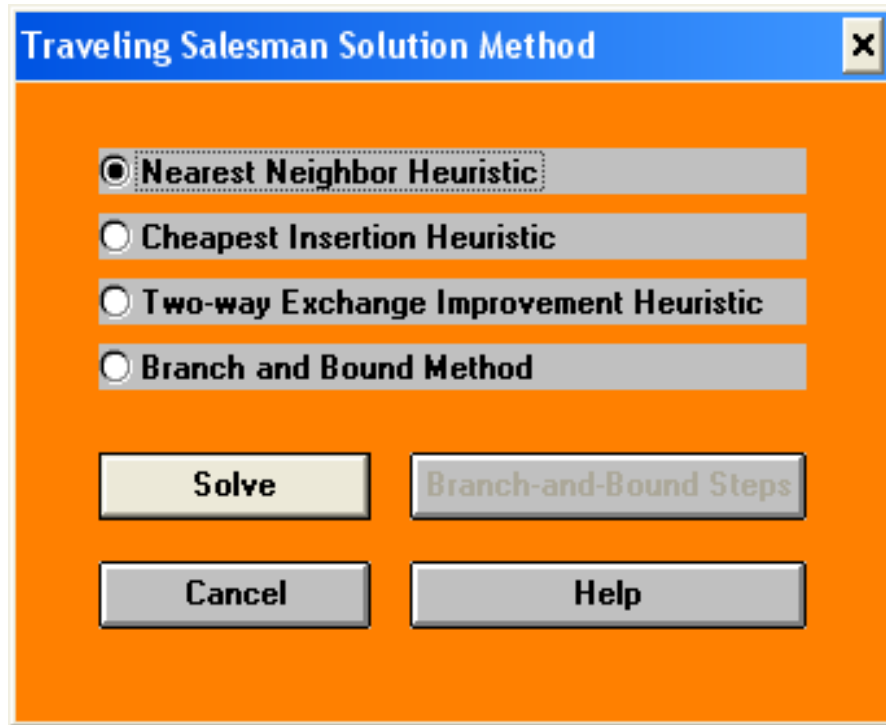 Traveling Salesman Solution Method
Nearest Neighbor Heuristic
Cheapest Insertion Heuristic
Two-way Exchange Improvement Heuristic
Branch and Bound Method
Solve
Branch-and-Bound Steps
Cancel
Help